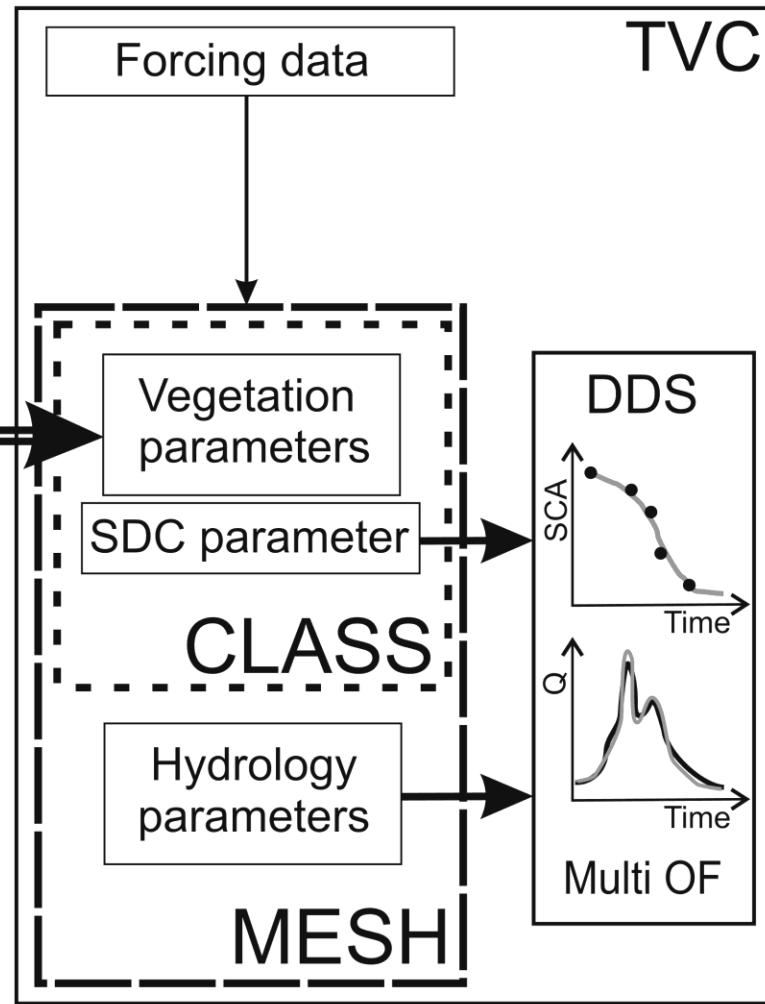 TVC
Forcing data
Vegetation
parameters
SDC parameter
CLASS
Hydrology
parameters
MESH
DDS
SCA
Time
Q
Time
Multi OF